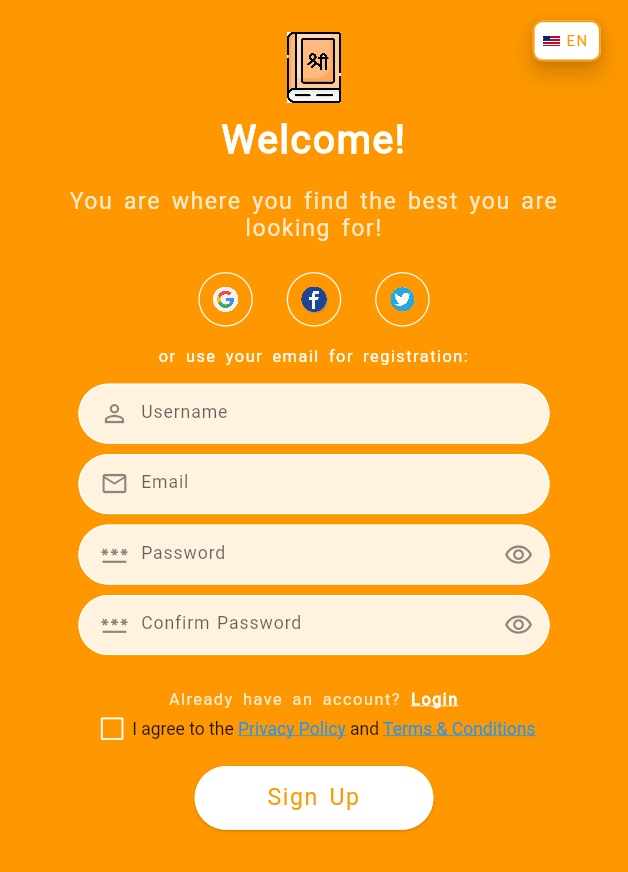 EN
श्री
Welcome!
You are where you find the best you are
looking for!
or use your email for registration:
Username
Email
*** Password
*** Confirm Password
Already have an account? Login
I agree to the Privacy Policy and Terms & Conditions
Sign Up